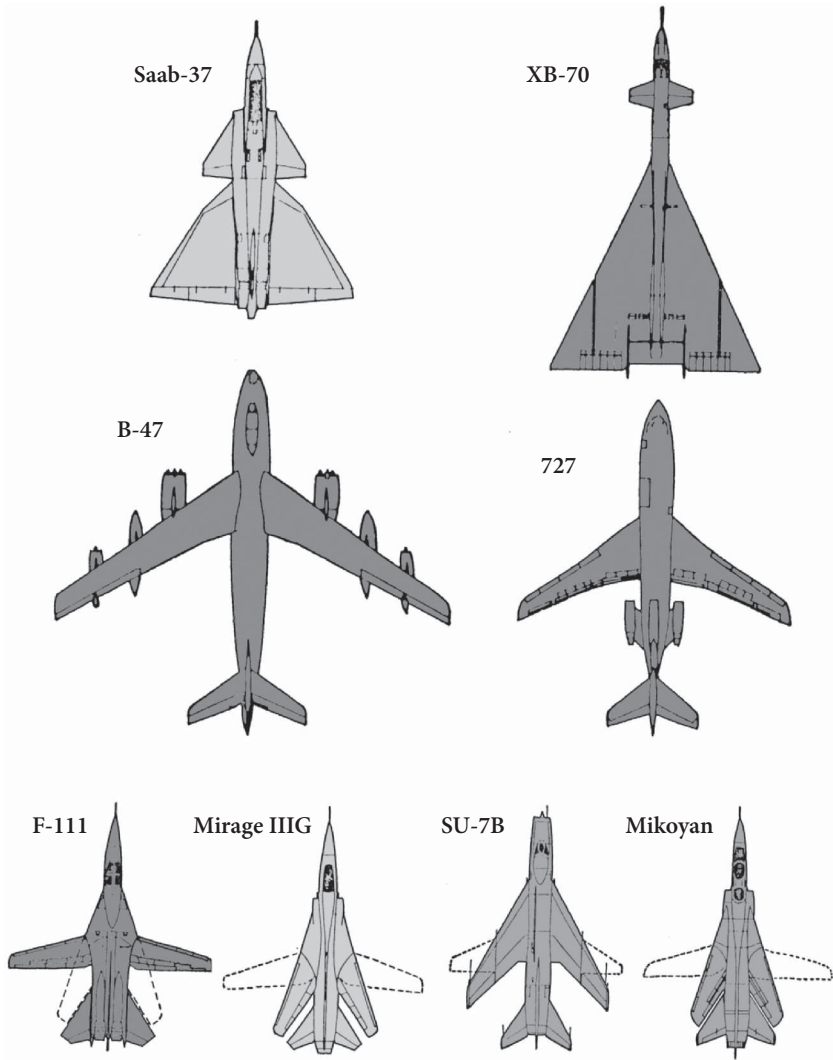 Saab-37
XB-70
B-47
727
F-111
Mirage IIIG
SU-7B
Mikoyan